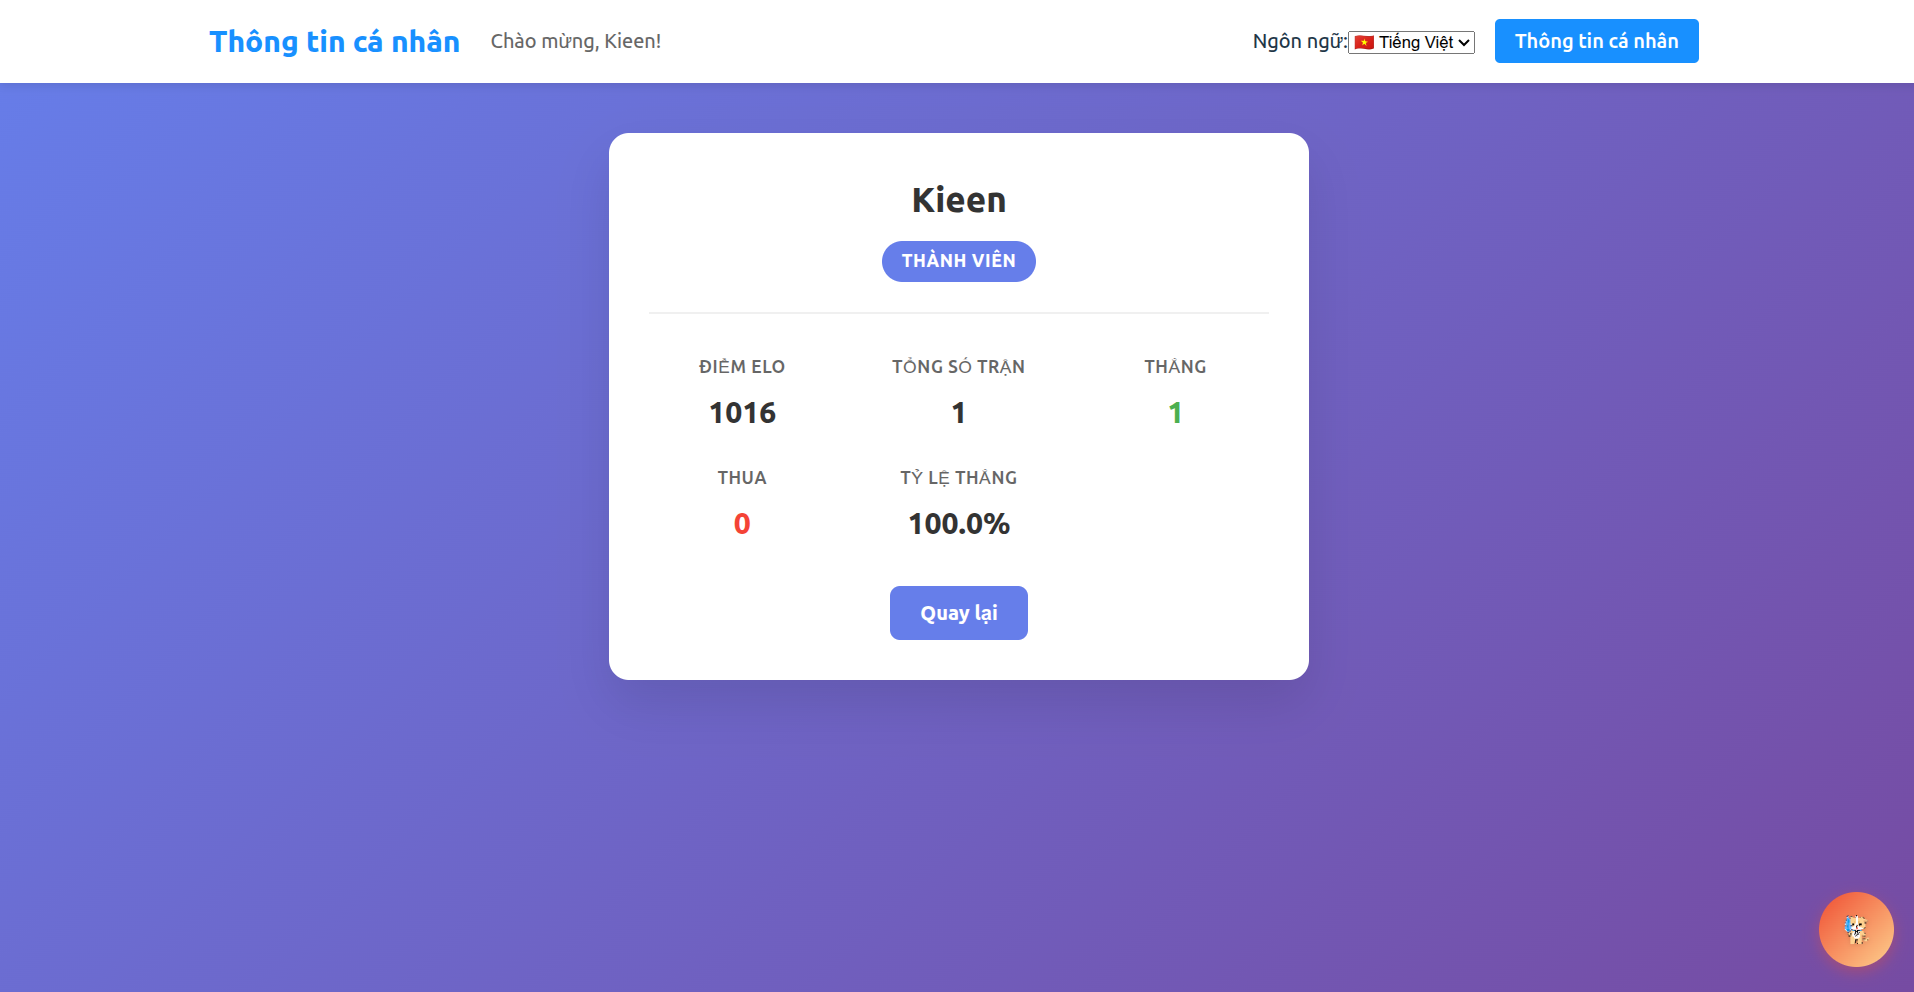 Thông tin cá nhân
Chào mừng, Kieen!
Ngôn ngữ:
🇻🇳 Tiếng Việt
Thông tin cá nhân
Kieen
THÀNH VIÊN
ĐIỂM ELO
TỔNG SỐ TRẬN
THẮNG
1016
1
1
THUA
TỶ LỆ THẮNG
0
100.0%
Quay lại